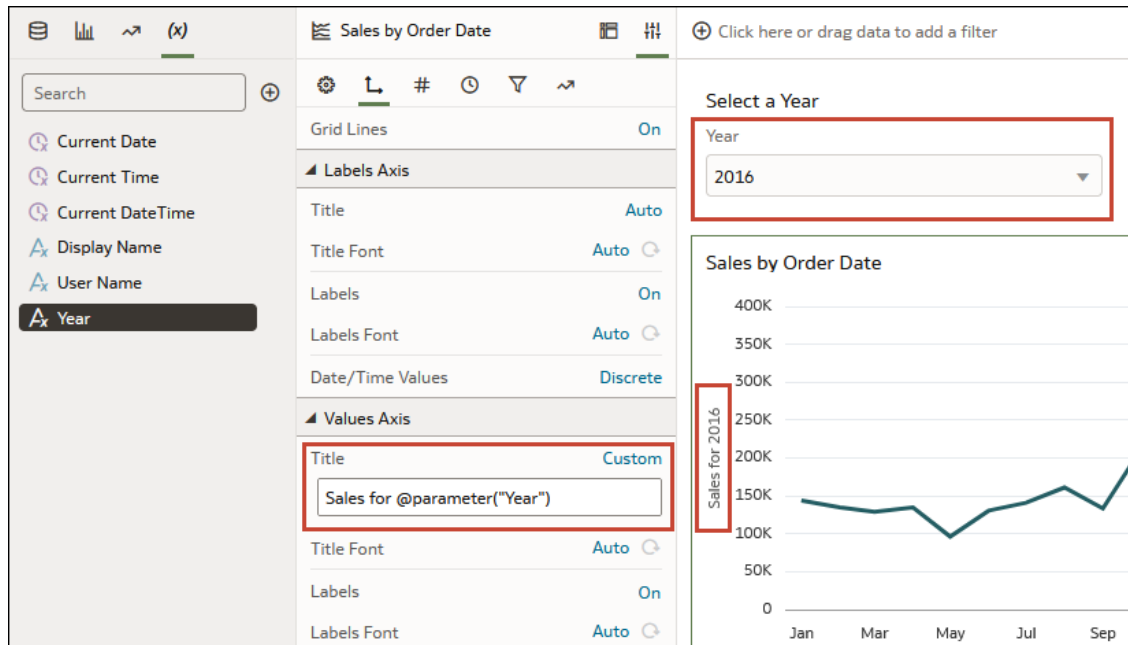 (x)
Search
Current Date
Current Time
Current DateTime
Display Name
User Name
Year
Sales by Order Date
Grid Lines On
Labels Axis
Title Auto
Title Font Auto
Labels On
Labels Font Auto
Date/Time Values Discrete
Values Axis
Title Custom
Sales for @parameter("Year")
Title Font Auto
Labels On
Labels Font Auto
Click here or drag data to add a filter
Select a Year
Year
2016
Sales by Order Date
Sales for 2016
400K
350K
300K
250K
200K
150K
100K
50K
0
Jan Mar May Jul Sep